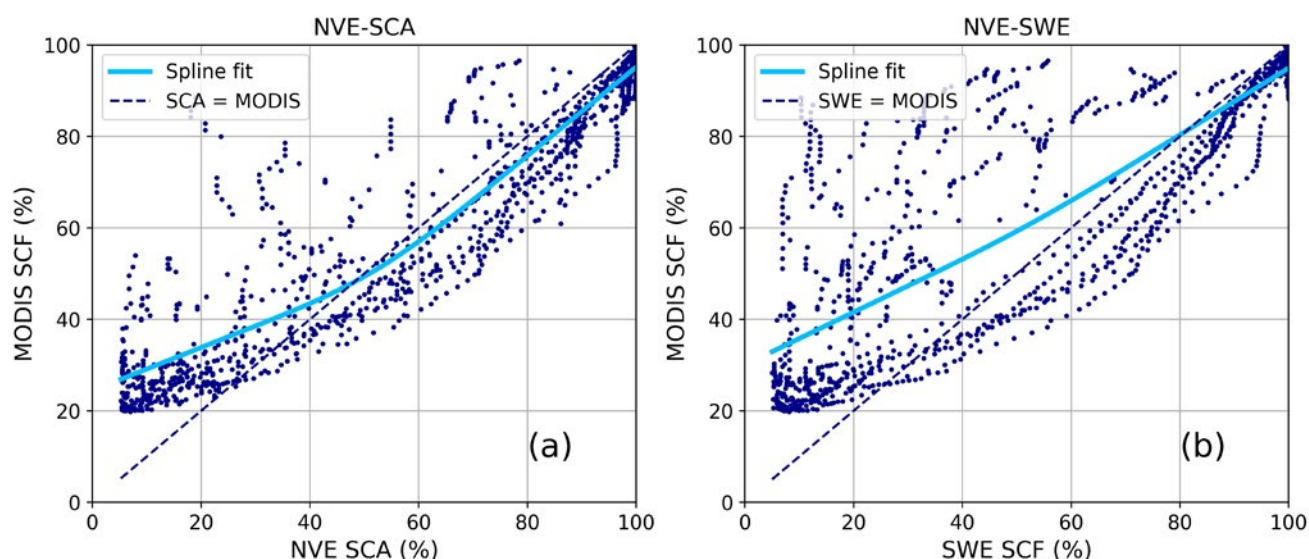 NVE-SCA
100
80
60
40
20
0
MODIS SCF (%)
Spline fit
SCA = MODIS
(a)
0 20 40 60 80 100
NVE SCA (%)
NVE-SWE
100
80
60
40
20
0
MODIS SCF (%)
Spline fit
SWE = MODIS
(b)
0 20 40 60 80 100
SWE SCF (%)